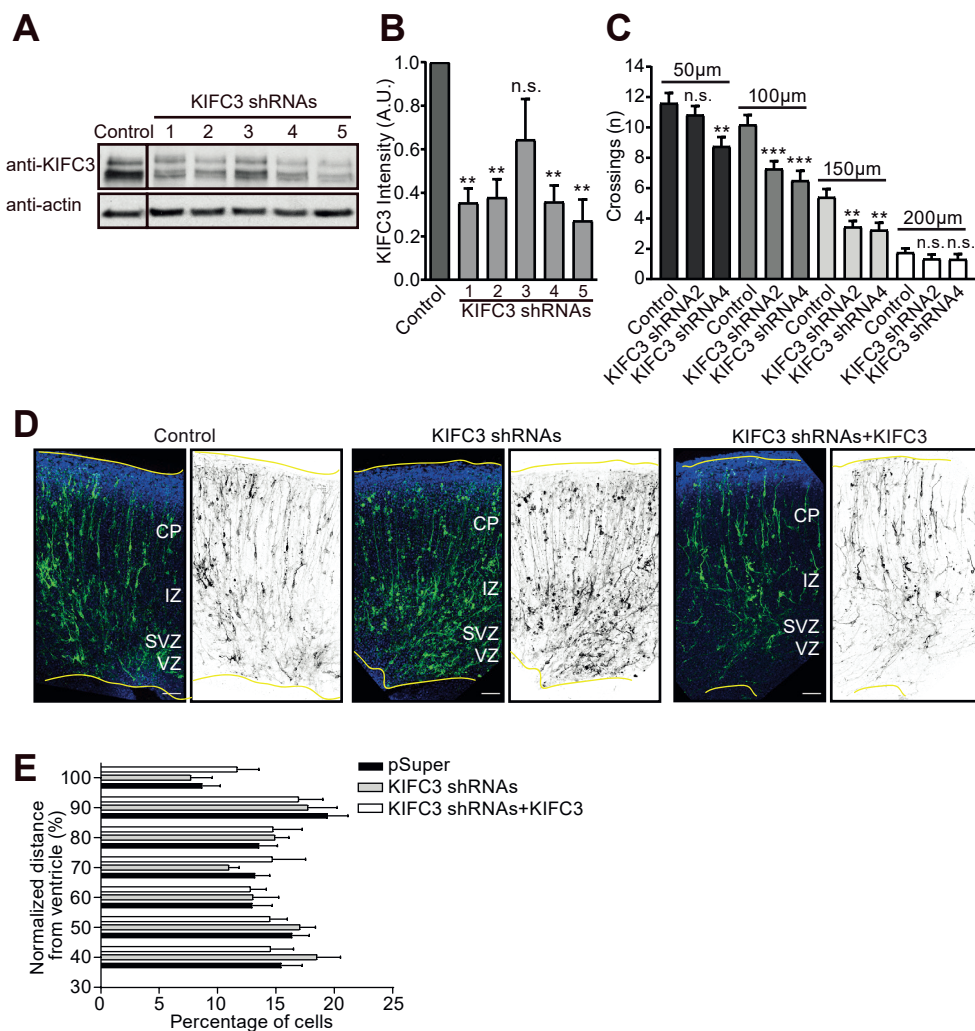 A
KIFC3 shRNAs
Control 1 2 3 4 5
anti-KIFC3
anti-actin
B
KIFC3 Intensity (A.U.)
1.0
0.8
0.6
0.4
0.2
0.0
** ** n.s. ** **
Control
1 2 3 4 5
KIFC3 shRNAs
C
Crossings (n)
14
12
10
8
6
4
2
0
50µm
n.s.
**
100µm
*** ***
150µm
** **
200µm
n.s. n.s.
Control
KIFC3 shRNA2
KIFC3 shRNA4
Control
KIFC3 shRNA2
KIFC3 shRNA4
Control
KIFC3 shRNA2
KIFC3 shRNA4
Control
KIFC3 shRNA2
KIFC3 shRNA4
D
Control
CP
IZ
SVZ
VZ
KIFC3 shRNAs
CP
IZ
SVZ
VZ
KIFC3 shRNAs+KIFC3
CP
IZ
SVZ
VZ
E
Normalized distance
from ventricle (%)
100
90
80
70
60
50
40
30
0 5 10 15 20 25
Percentage of cells
pSuper
KIFC3 shRNAs
KIFC3 shRNAs+KIFC3